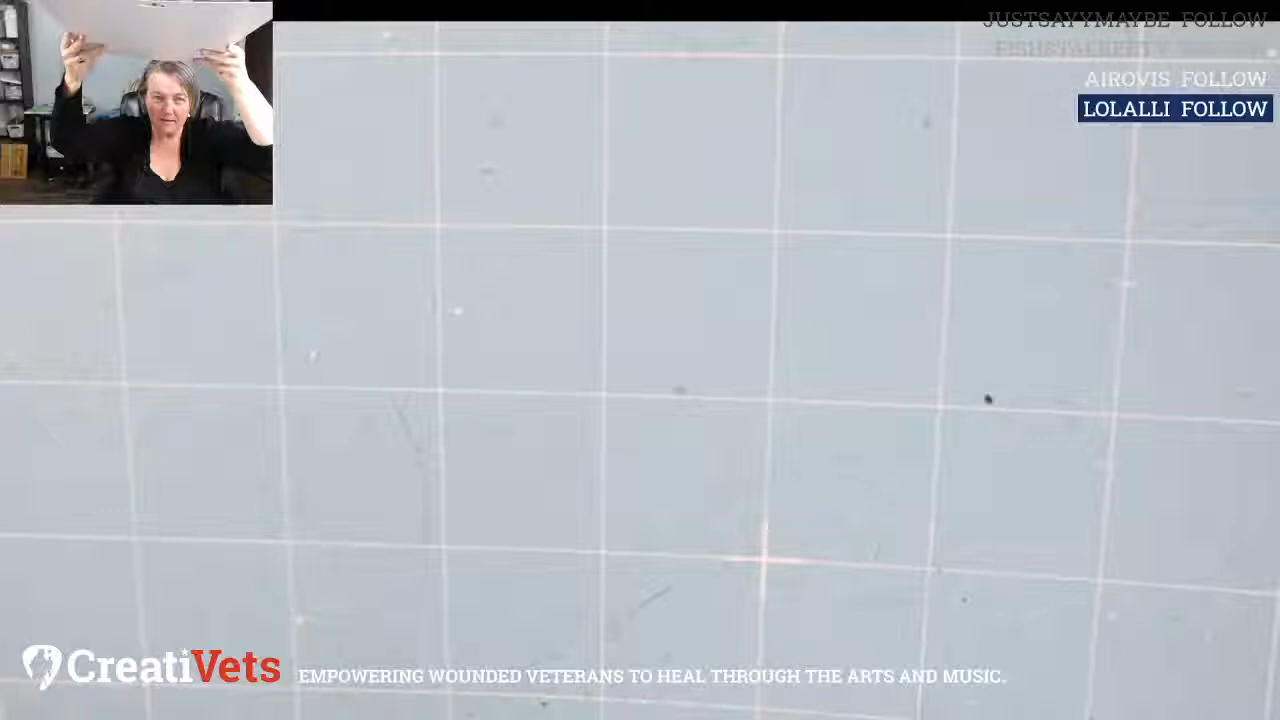 JUSTSAYYMAYBE FOLLOW
AIROVIS FOLLOW
LOLALLI FOLLOW
CreatiVets
EMPOWERING WOUNDED VETERANS TO HEAL THROUGH THE ARTS AND MUSIC.